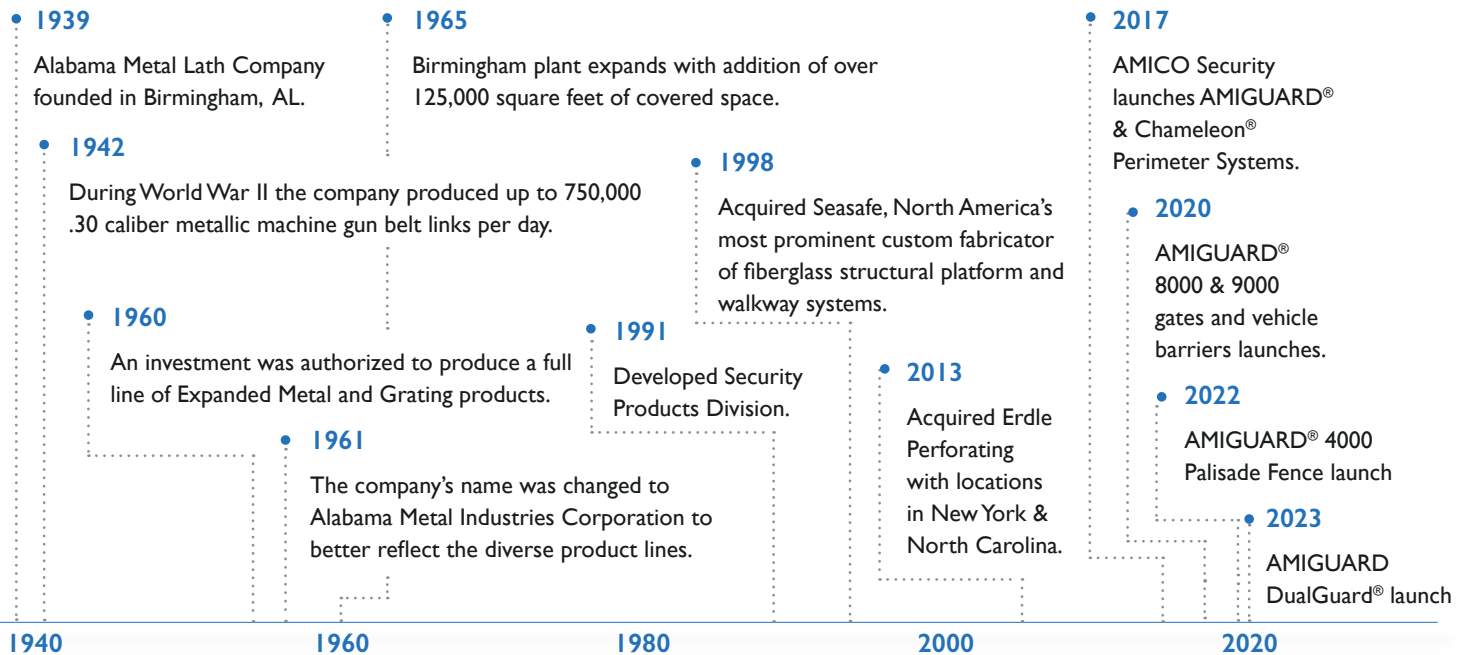 1939
Alabama Metal Lath Company
founded in Birmingham, AL.
1942
During World War II the company produced up to 750,000
.30 caliber metallic machine gun belt links per day.
1960
An investment was authorized to produce a full
line of Expanded Metal and Grating products.
1961
The company's name was changed to
Alabama Metal Industries Corporation to
better reflect the diverse product lines.
1965
Birmingham plant expands with addition of over
125,000 square feet of covered space.
1991
Developed Security
Products Division.
1998
Acquired Seasafe, North America's
most prominent custom fabricator
of fiberglass structural platform and
walkway systems.
2013
Acquired Erdle
Perforating
with locations
in New York &
North Carolina.
2017
AMICO Security
launches AMIGUARD®
& Chameleon®
Perimeter Systems.
2020
AMIGUARD®
8000 & 9000
gates and vehicle
barriers launches.
2022
AMIGUARD® 4000
Palisade Fence launch
2023
AMIGUARD
DualGuard® launch
1940
1960
1980
2000
2020